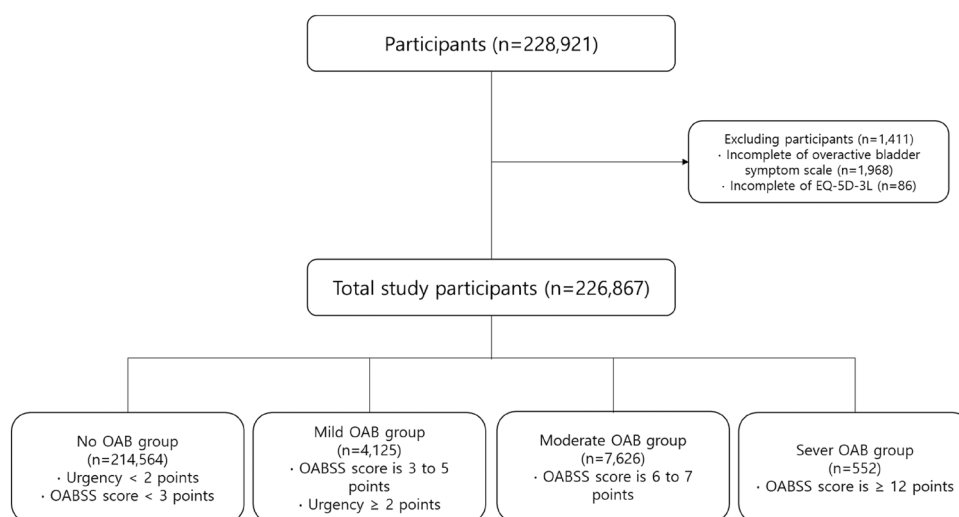 Participants (n=228,921)
Excluding participants (n=1,411)
· Incomplete of overactive bladder
symptom scale (n=1,968)
· Incomplete of EQ-5D-3L (n=86)
Total study participants (n=226,867)
No OAB group
(n=214,564)
· Urgency < 2 points
· OABSS score < 3 points
Mild OAB group
(n=4,125)
· OABSS score is 3 to 5
points
· Urgency ≥ 2 points
Moderate OAB group
(n=7,626)
· OABSS score is 6 to 7
points
Sever OAB group
(n=552)
· OABSS score is ≥ 12 points